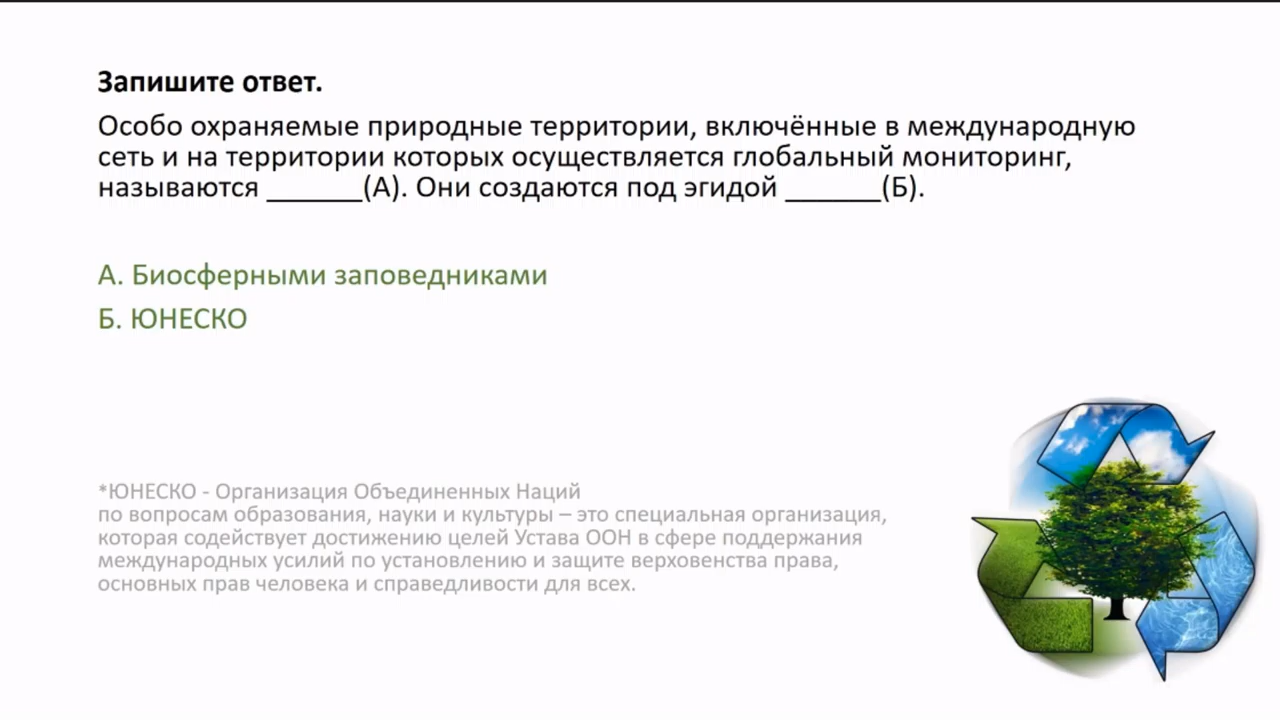 Запишите ответ.
Особо охраняемые природные территории, включённые в международную
сеть и на территории которых осуществляется глобальный мониторинг,
называются ______(А). Они создаются под эгидой ______(Б).
А. Биосферными заповедниками
Б. ЮНЕСКО
*ЮНЕСКО - Организация Объединенных Наций
по вопросам образования, науки и культуры – это специальная организация,
которая содействует достижению целей Устава ООН в сфере поддержания
международных усилий по установлению и защите верховенства права,
основных прав человека и справедливости для всех.